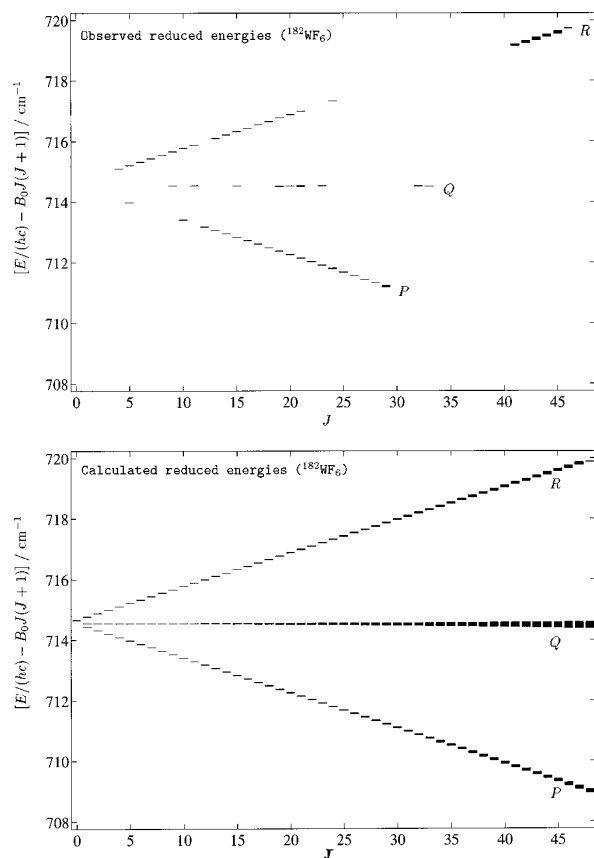 Observed reduced energies (¹⁸²WF₆)
R
720
718
716
714
712
710
708
Q
P
[E/(hc) − B₀J(J + 1)] / cm⁻¹
0 5 10 15 20 25 30 35 40 45
J
Calculated reduced energies (¹⁸²WF₆)
R
720
718
716
714
712
710
708
Q
P
[E/(hc) − B₀J(J + 1)] / cm⁻¹
0 5 10 15 20 25 30 35 40 45
J